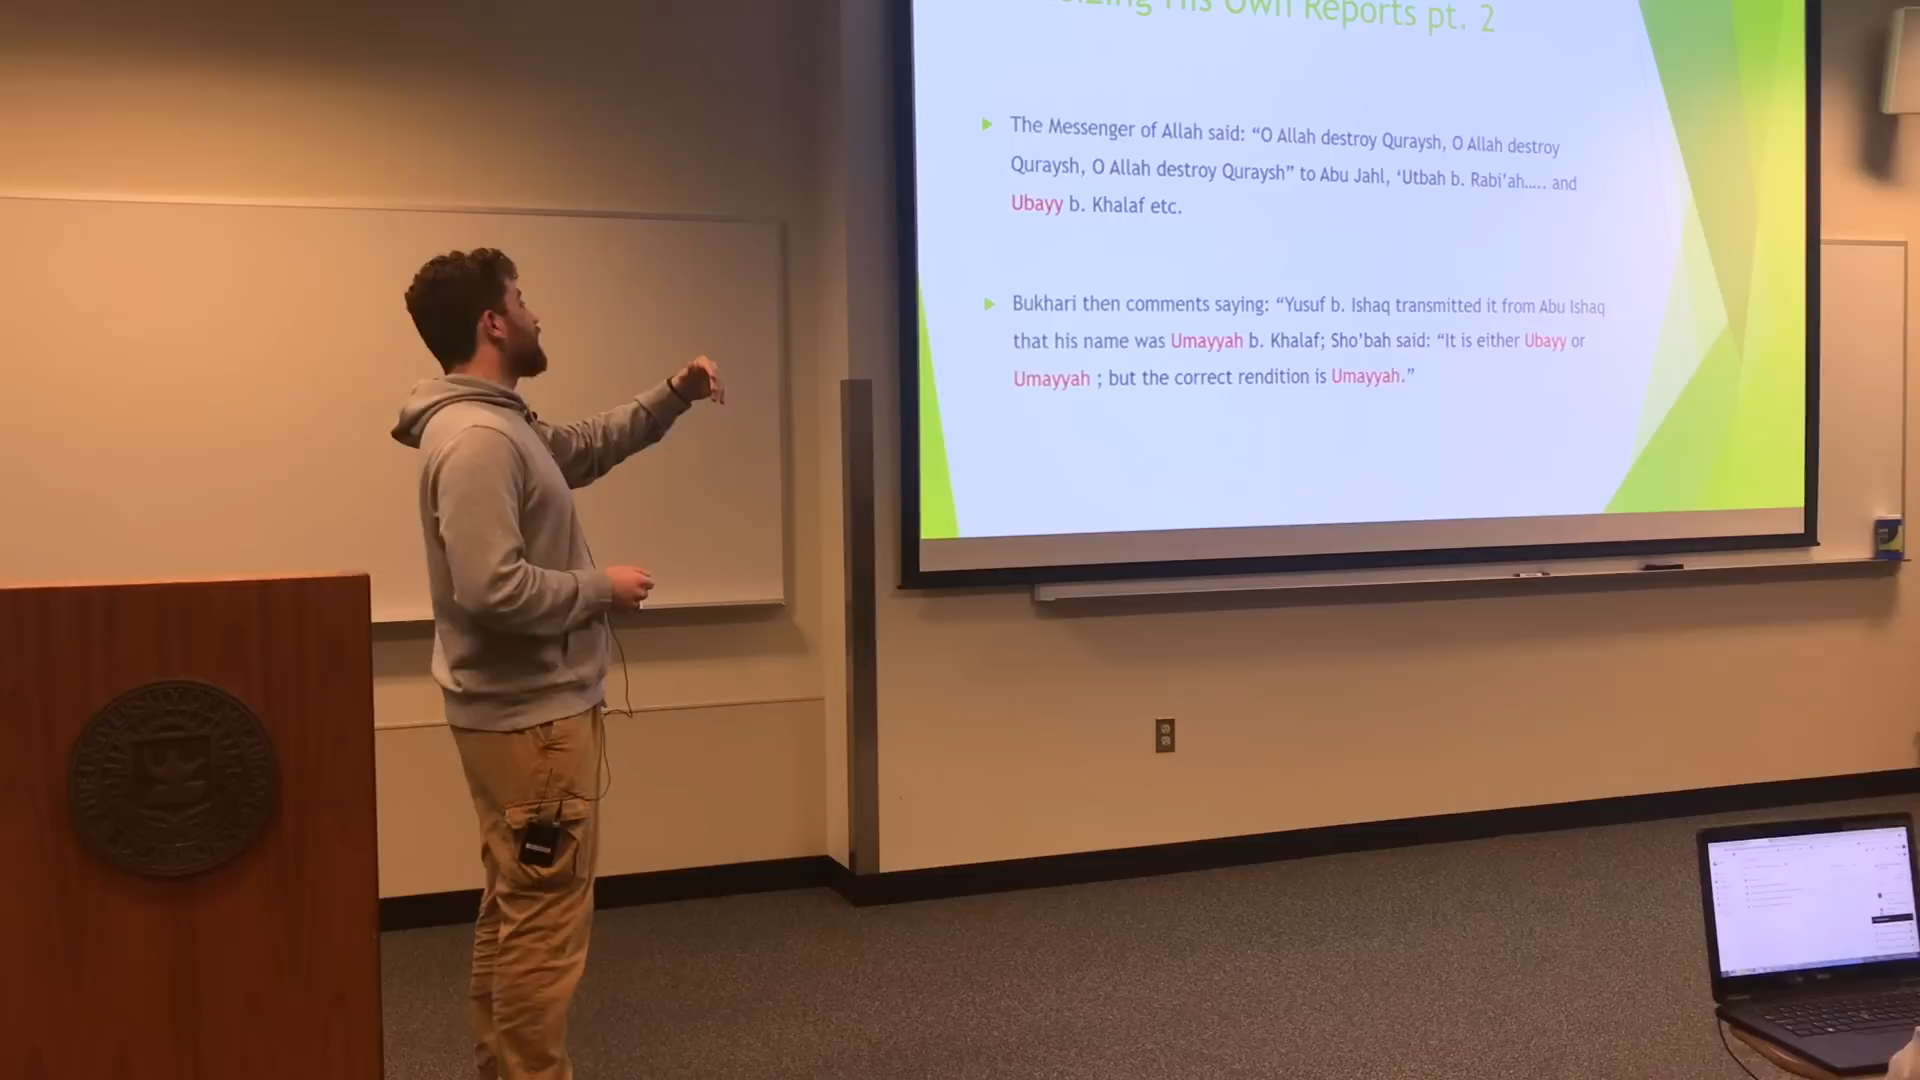 His Own Reports pt. 2
The Messenger of Allah said: “O Allah destroy Quraysh, O Allah destroy
Quraysh, O Allah destroy Quraysh” to Abu Jahl, ‘Utbah b. Rabi’ah….. and
Ubayy b. Khalaf etc.
Bukhari then comments saying: “Yusuf b. Ishaq transmitted it from Abu Ishaq
that his name was Umayyah b. Khalaf; Sho’bah said: “It is either Ubayy or
Umayyah ; but the correct rendition is Umayyah.”